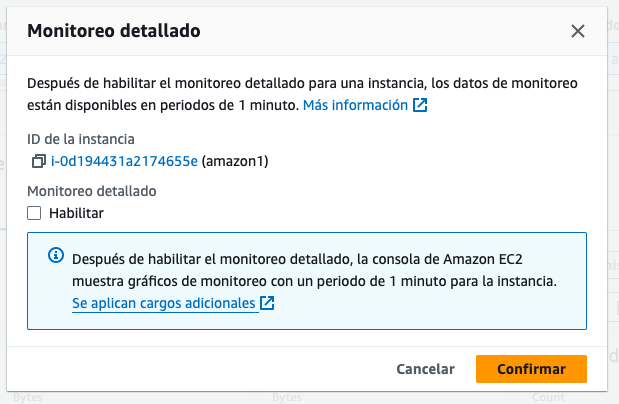 Monitoreo detallado
Después de habilitar el monitoreo detallado para una instancia, los datos de monitoreo
están disponibles en periodos de 1 minuto. Más información
ID de la instancia
i-0d194431a2174655e (amazon1)
Monitoreo detallado
Habilitar
Después de habilitar el monitoreo detallado, la consola de Amazon EC2
muestra gráficos de monitoreo con un periodo de 1 minuto para la instancia.
Se aplican cargos adicionales
Cancelar Confirmar
Bytes Bytes Count